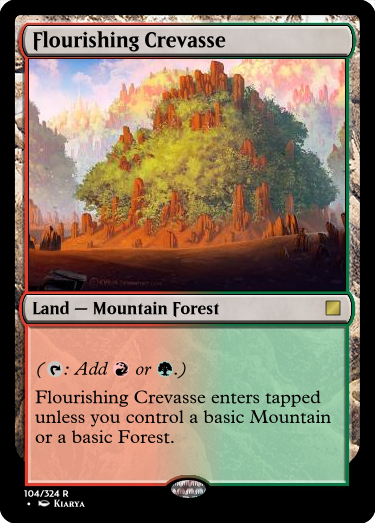 Flourishing Crevasse
Land — Mountain Forest
( : Add or .)
Flourishing Crevasse enters tapped
unless you control a basic Mountain
or a basic Forest.
104/324 R
• Kiarya